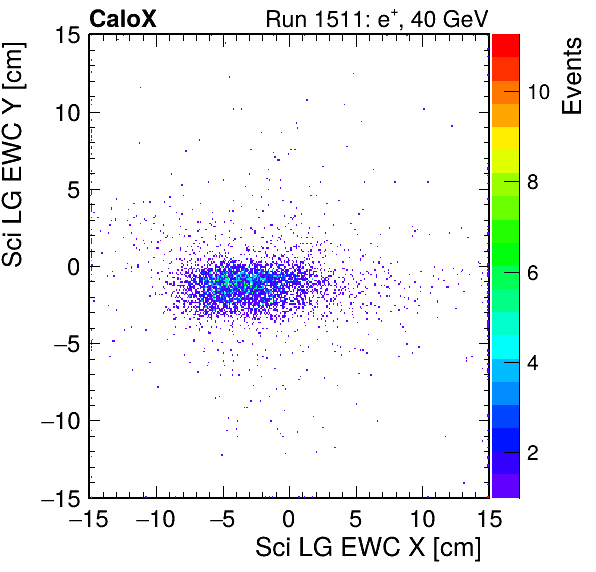 CaloX Run 1511: e+, 40 GeV
Sci LG EWC Y [cm]
15
10
5
0
−5
−10
−15
−15 −10 −5 0 5 10 15
Sci LG EWC X [cm]
10
8
6
4
2
Events